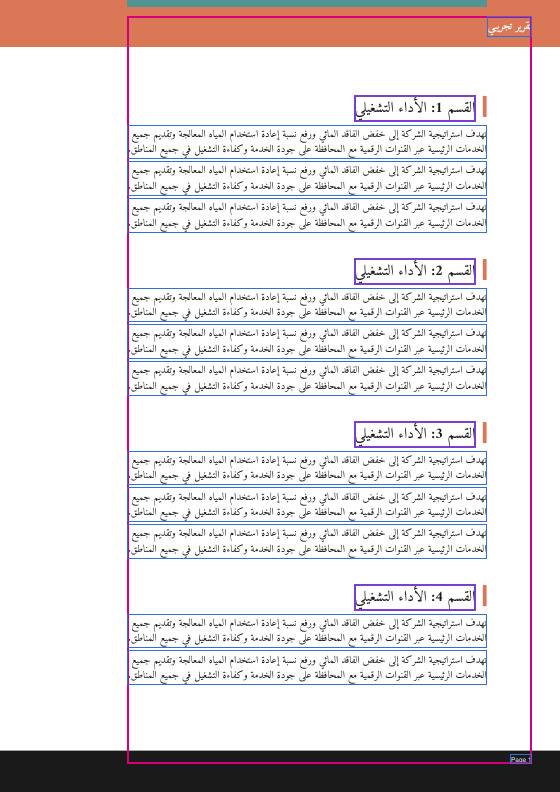 تقرير تجريبي
القسم 1: الأداء التشغيلي
تهدف استراتيجية الشركة إلى خفض الفاقد المائي ورفع نسبة إعادة استخدام المياه المعالجة وتقديم جميع
الخدمات الرئيسية عبر القنوات الرقمية مع المحافظة على جودة الخدمة وكفاءة التشغيل في جميع المناطق.
تهدف استراتيجية الشركة إلى خفض الفاقد المائي ورفع نسبة إعادة استخدام المياه المعالجة وتقديم جميع
الخدمات الرئيسية عبر القنوات الرقمية مع المحافظة على جودة الخدمة وكفاءة التشغيل في جميع المناطق.
تهدف استراتيجية الشركة إلى خفض الفاقد المائي ورفع نسبة إعادة استخدام المياه المعالجة وتقديم جميع
الخدمات الرئيسية عبر القنوات الرقمية مع المحافظة على جودة الخدمة وكفاءة التشغيل في جميع المناطق.
القسم 2: الأداء التشغيلي
تهدف استراتيجية الشركة إلى خفض الفاقد المائي ورفع نسبة إعادة استخدام المياه المعالجة وتقديم جميع
الخدمات الرئيسية عبر القنوات الرقمية مع المحافظة على جودة الخدمة وكفاءة التشغيل في جميع المناطق.
تهدف استراتيجية الشركة إلى خفض الفاقد المائي ورفع نسبة إعادة استخدام المياه المعالجة وتقديم جميع
الخدمات الرئيسية عبر القنوات الرقمية مع المحافظة على جودة الخدمة وكفاءة التشغيل في جميع المناطق.
تهدف استراتيجية الشركة إلى خفض الفاقد المائي ورفع نسبة إعادة استخدام المياه المعالجة وتقديم جميع
الخدمات الرئيسية عبر القنوات الرقمية مع المحافظة على جودة الخدمة وكفاءة التشغيل في جميع المناطق.
القسم 3: الأداء التشغيلي
تهدف استراتيجية الشركة إلى خفض الفاقد المائي ورفع نسبة إعادة استخدام المياه المعالجة وتقديم جميع
الخدمات الرئيسية عبر القنوات الرقمية مع المحافظة على جودة الخدمة وكفاءة التشغيل في جميع المناطق.
تهدف استراتيجية الشركة إلى خفض الفاقد المائي ورفع نسبة إعادة استخدام المياه المعالجة وتقديم جميع
الخدمات الرئيسية عبر القنوات الرقمية مع المحافظة على جودة الخدمة وكفاءة التشغيل في جميع المناطق.
تهدف استراتيجية الشركة إلى خفض الفاقد المائي ورفع نسبة إعادة استخدام المياه المعالجة وتقديم جميع
الخدمات الرئيسية عبر القنوات الرقمية مع المحافظة على جودة الخدمة وكفاءة التشغيل في جميع المناطق.
القسم 4: الأداء التشغيلي
تهدف استراتيجية الشركة إلى خفض الفاقد المائي ورفع نسبة إعادة استخدام المياه المعالجة وتقديم جميع
الخدمات الرئيسية عبر القنوات الرقمية مع المحافظة على جودة الخدمة وكفاءة التشغيل في جميع المناطق.
تهدف استراتيجية الشركة إلى خفض الفاقد المائي ورفع نسبة إعادة استخدام المياه المعالجة وتقديم جميع
الخدمات الرئيسية عبر القنوات الرقمية مع المحافظة على جودة الخدمة وكفاءة التشغيل في جميع المناطق.
Page 1